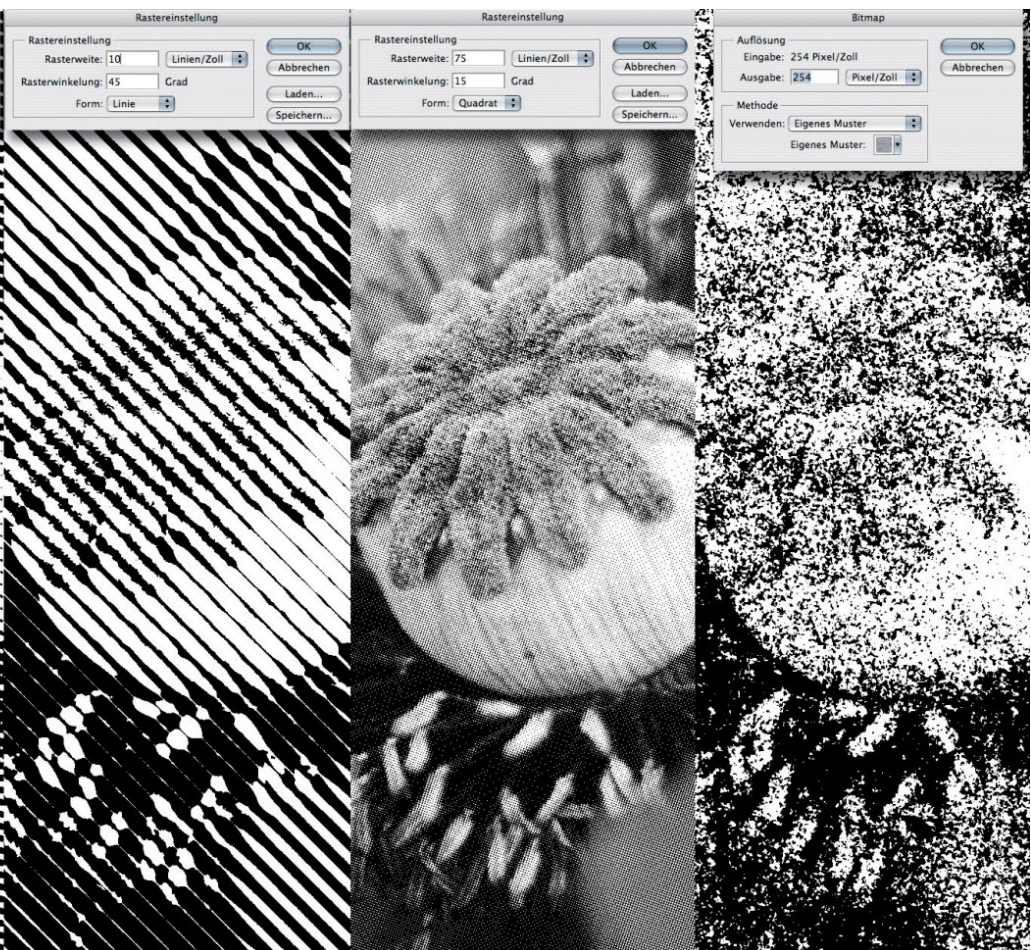 Rastereinstellung
Rastereinstellung
Rasterweite: 10 Linien/Zoll
Rasterwinkelung: 45 Grad
Form: Linie
OK
Abbrechen
Laden...
Speichern...
Rastereinstellung
Rastereinstellung
Rasterweite: 75 Linien/Zoll
Rasterwinkelung: 15 Grad
Form: Quadrat
OK
Abbrechen
Laden...
Speichern...
Bitmap
Auflösung
Eingabe: 254 Pixel/Zoll
Ausgabe: 254 Pixel/Zoll
Methode
Verwenden: Eigenes Muster
Eigenes Muster:
OK
Abbrechen